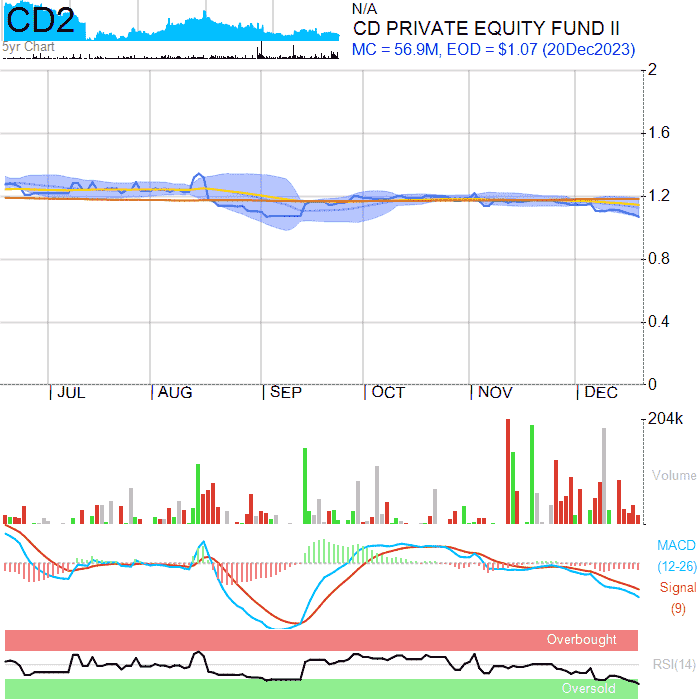 CD2
N/A
CD PRIVATE EQUITY FUND II
5yr Chart
MC = 56.9M, EOD = $1.07 (20Dec2023)
2
1.6
1.2
0.8
0.4
0
JUL AUG SEP OCT NOV DEC
204k
Volume
MACD
(12-26)
Signal
(9)
Overbought
RSI(14)
Oversold